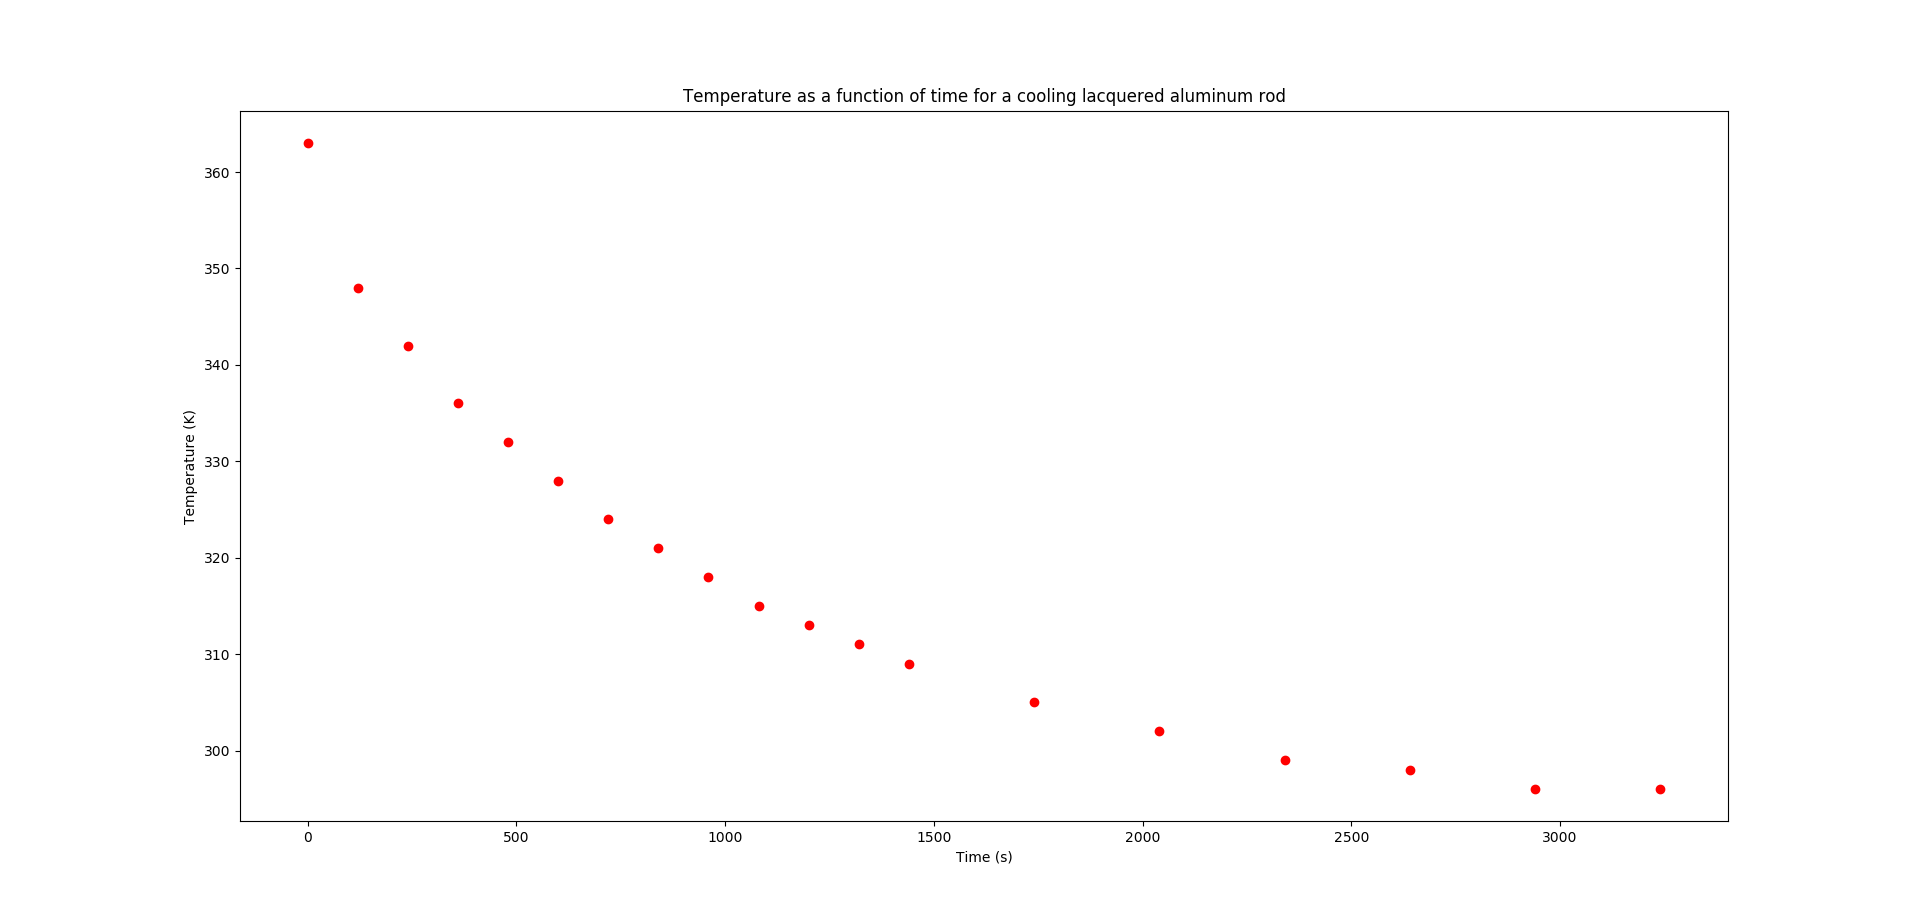 Temperature as a function of time for a cooling lacquered aluminum rod
360
350
340
330
320
310
300
Temperature (K)
0 500 1000 1500 2000 2500 3000
Time (s)